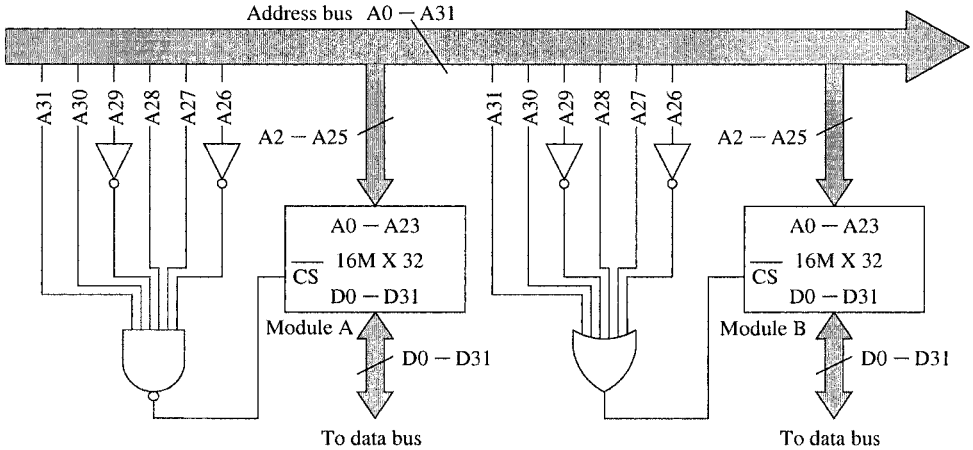 Address bus A0 – A31
A31
A30
A29
A28
A27
A26
A2 – A25
A31
A30
A29
A28
A27
A26
A2 – A25
A0 – A23
CS 16M X 32
D0 – D31
Module A
D0 – D31
To data bus
A0 – A23
CS 16M X 32
D0 – D31
Module B
D0 – D31
To data bus